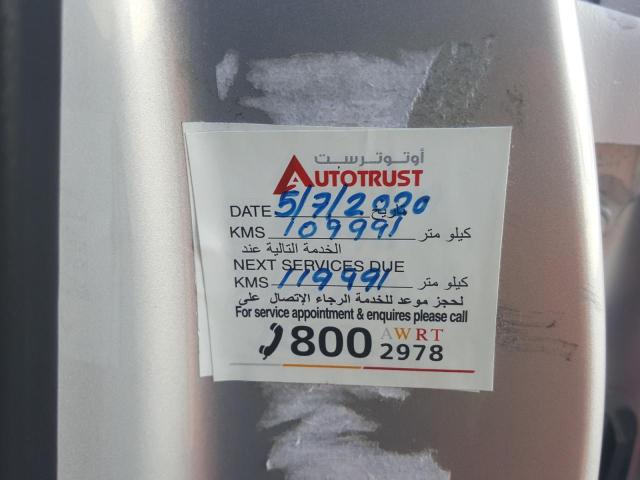 أوتوترست
AUTOTRUST
DATE 5/7/2020 تاريخ
KMS 109991 كيلو متر
الخدمة التالية عند
NEXT SERVICES DUE
KMS 119991 كيلو متر
لحجز موعد للخدمة الرجاء الإتصال على
For service appointment & enquires please call
800 AWRT
2978